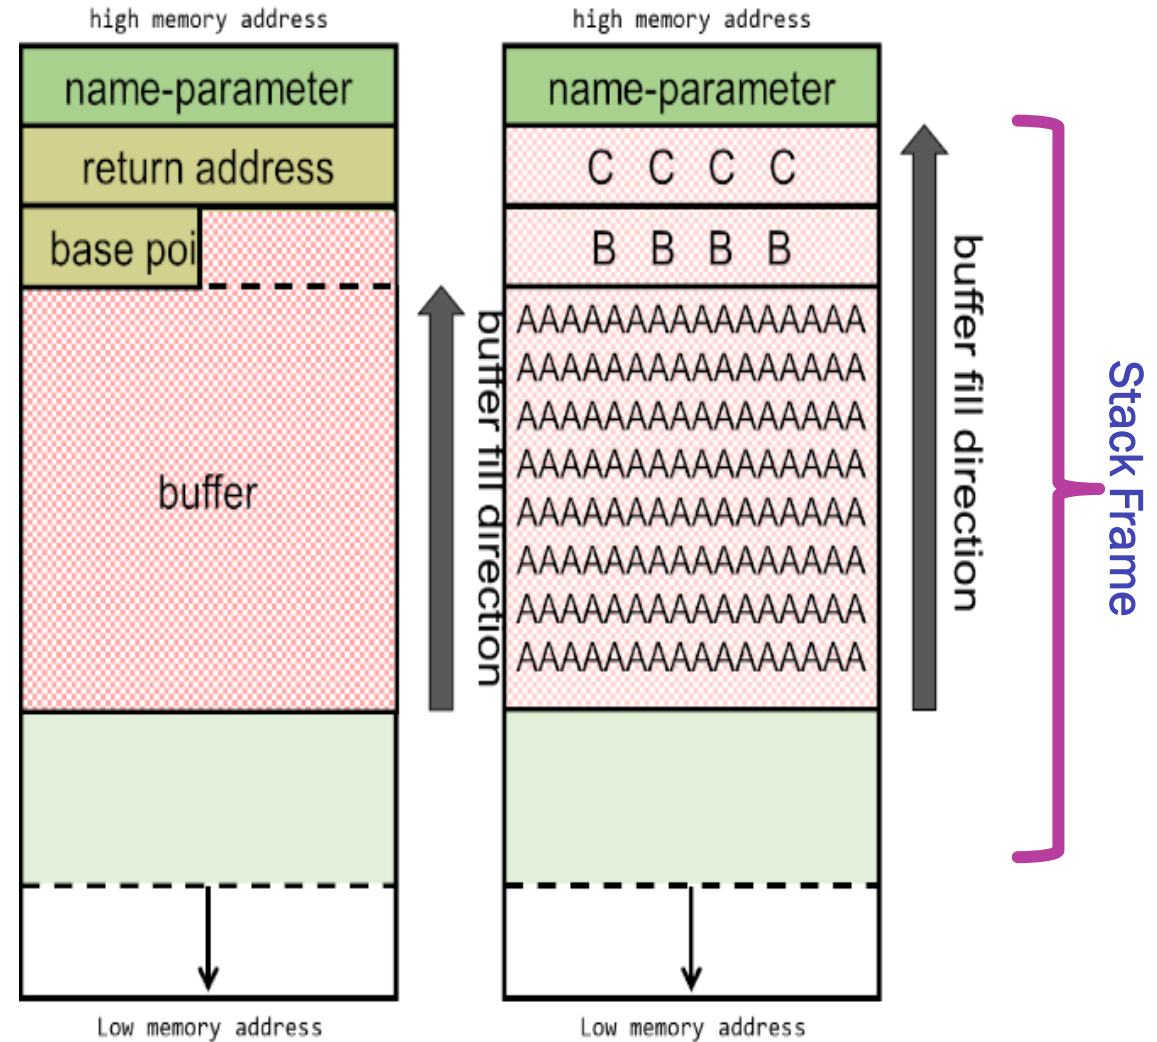 high memory address
name-parameter
return address
base poi
buffer
buffer fill direction
Low memory address
high memory address
name-parameter
C C C C
B B B B
AAAAAAAAAAAAAAAA
AAAAAAAAAAAAAAAA
AAAAAAAAAAAAAAAA
AAAAAAAAAAAAAAAA
AAAAAAAAAAAAAAAA
AAAAAAAAAAAAAAAA
AAAAAAAAAAAAAAAA
AAAAAAAAAAAAAAAA
buffer fill direction
Low memory address
Stack Frame